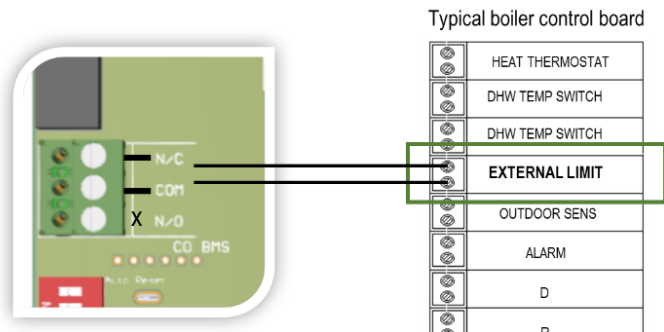 Typical boiler control board
HEAT THERMOSTAT
DHW TEMP SWITCH
DHW TEMP SWITCH
EXTERNAL LIMIT
OUTDOOR SENS
ALARM
D
N/C
COM
X N/O
CO BMS
Auto Reset